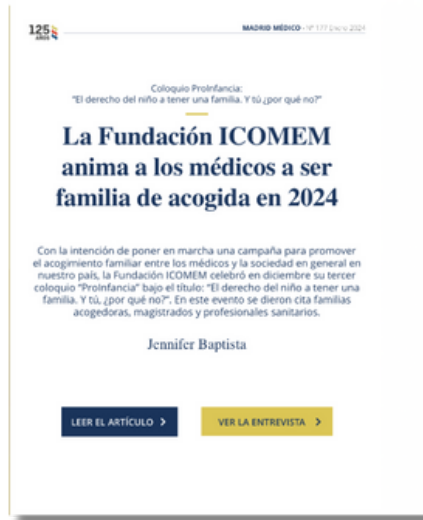 125
AÑOS
MADRID MÉDICO - Nº 177 Enero 2024
Coloquio ProInfancia:
"El derecho del niño a tener una familia. Y tú ¿por qué no?"
La Fundación ICOMEM
anima a los médicos a ser
familia de acogida en 2024
Con la intención de poner en marcha una campaña para promover
el acogimiento familiar entre los médicos y la sociedad en general en
nuestro país, la Fundación ICOMEM celebró en diciembre su tercer
coloquio "ProInfancia" bajo el título: "El derecho del niño a tener una
familia. Y tú, ¿por qué no?". En este evento se dieron cita familias
acogedoras, magistrados y profesionales sanitarios.
Jennifer Baptista
LEER EL ARTÍCULO >
VER LA ENTREVISTA >